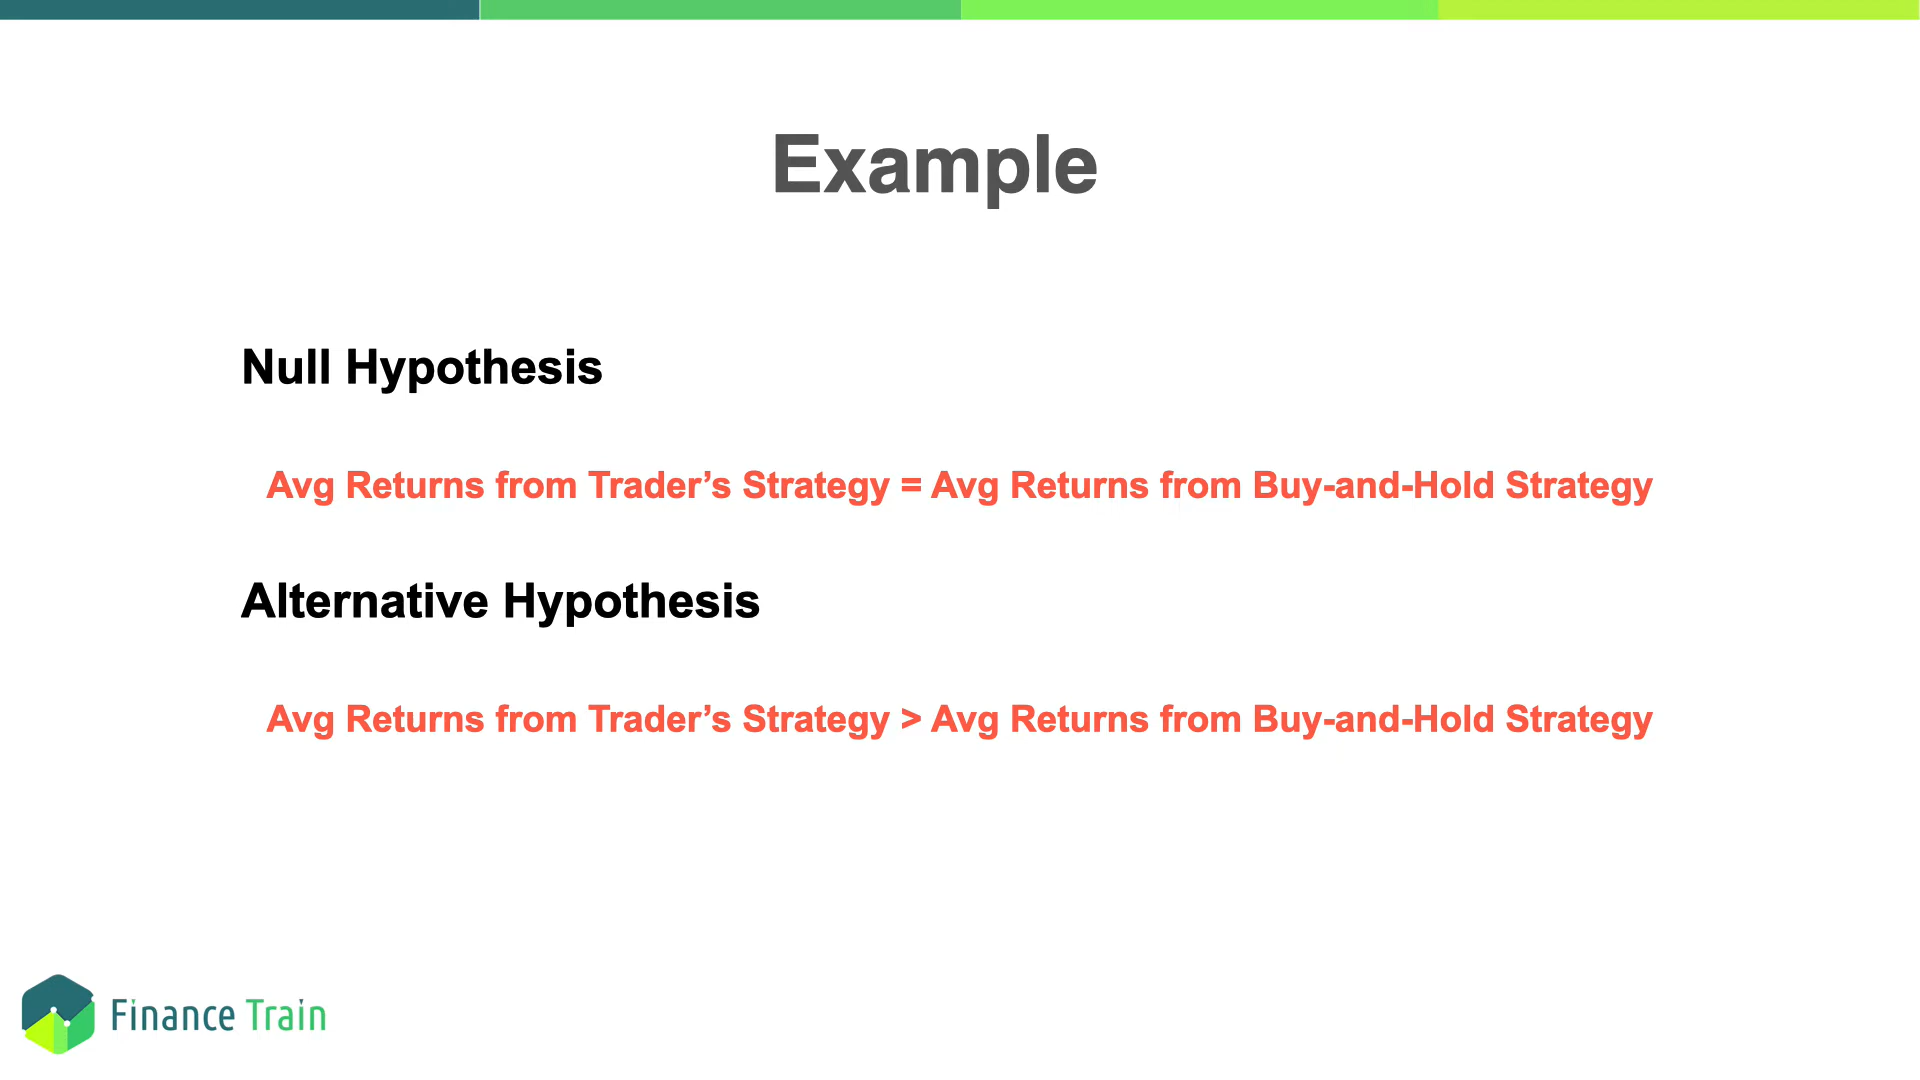 Example
Null Hypothesis
Avg Returns from Trader’s Strategy = Avg Returns from Buy-and-Hold Strategy
Alternative Hypothesis
Avg Returns from Trader’s Strategy > Avg Returns from Buy-and-Hold Strategy
Finance Train